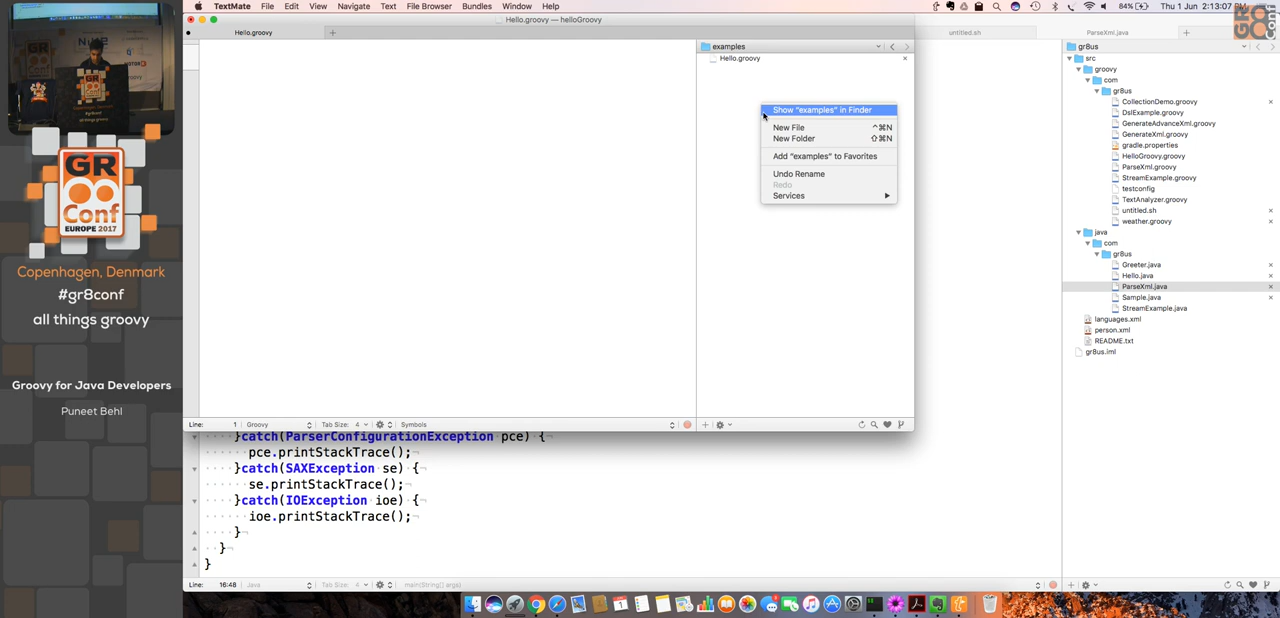 TextMate File Edit View Navigate Text File Browser Bundles Window Help
84% Thu 1 Jun 2:13:07
Hello.groovy — helloGroovy
Hello.groovy
untitled.sh
ParseXml.java
examples
Hello.groovy
Show "examples" in Finder
New File ⌃⌘N
New Folder ⇧⌘N
Add "examples" to Favorites
Undo Rename
Redo
Services
gr8us
src
groovy
com
gr8us
CollectionDemo.groovy
DslExample.groovy
GenerateAdvanceXml.groovy
GenerateXml.groovy
gradle.properties
HelloGroovy.groovy
ParseXml.groovy
StreamExample.groovy
testconfig
TextAnalyzer.groovy
untitled.sh
weather.groovy
java
com
gr8us
Greeter.java
Hello.java
ParseXml.java
Sample.java
StreamExample.java
languages.xml
person.xml
README.txt
gr8us.iml
Line: 1 Groovy Tab Size: 4 Symbols
}catch(ParserConfigurationException pce) {
pce.printStackTrace();
}catch(SAXException se) {
se.printStackTrace();
}catch(IOException ioe) {
ioe.printStackTrace();
}
}
}
Line: 16:48 Java Tab Size: 4 main(String[] args)
GR
Conf
EUROPE 2017
Copenhagen, Denmark
#gr8conf
all things groovy
Groovy for Java Developers
Puneet Behl